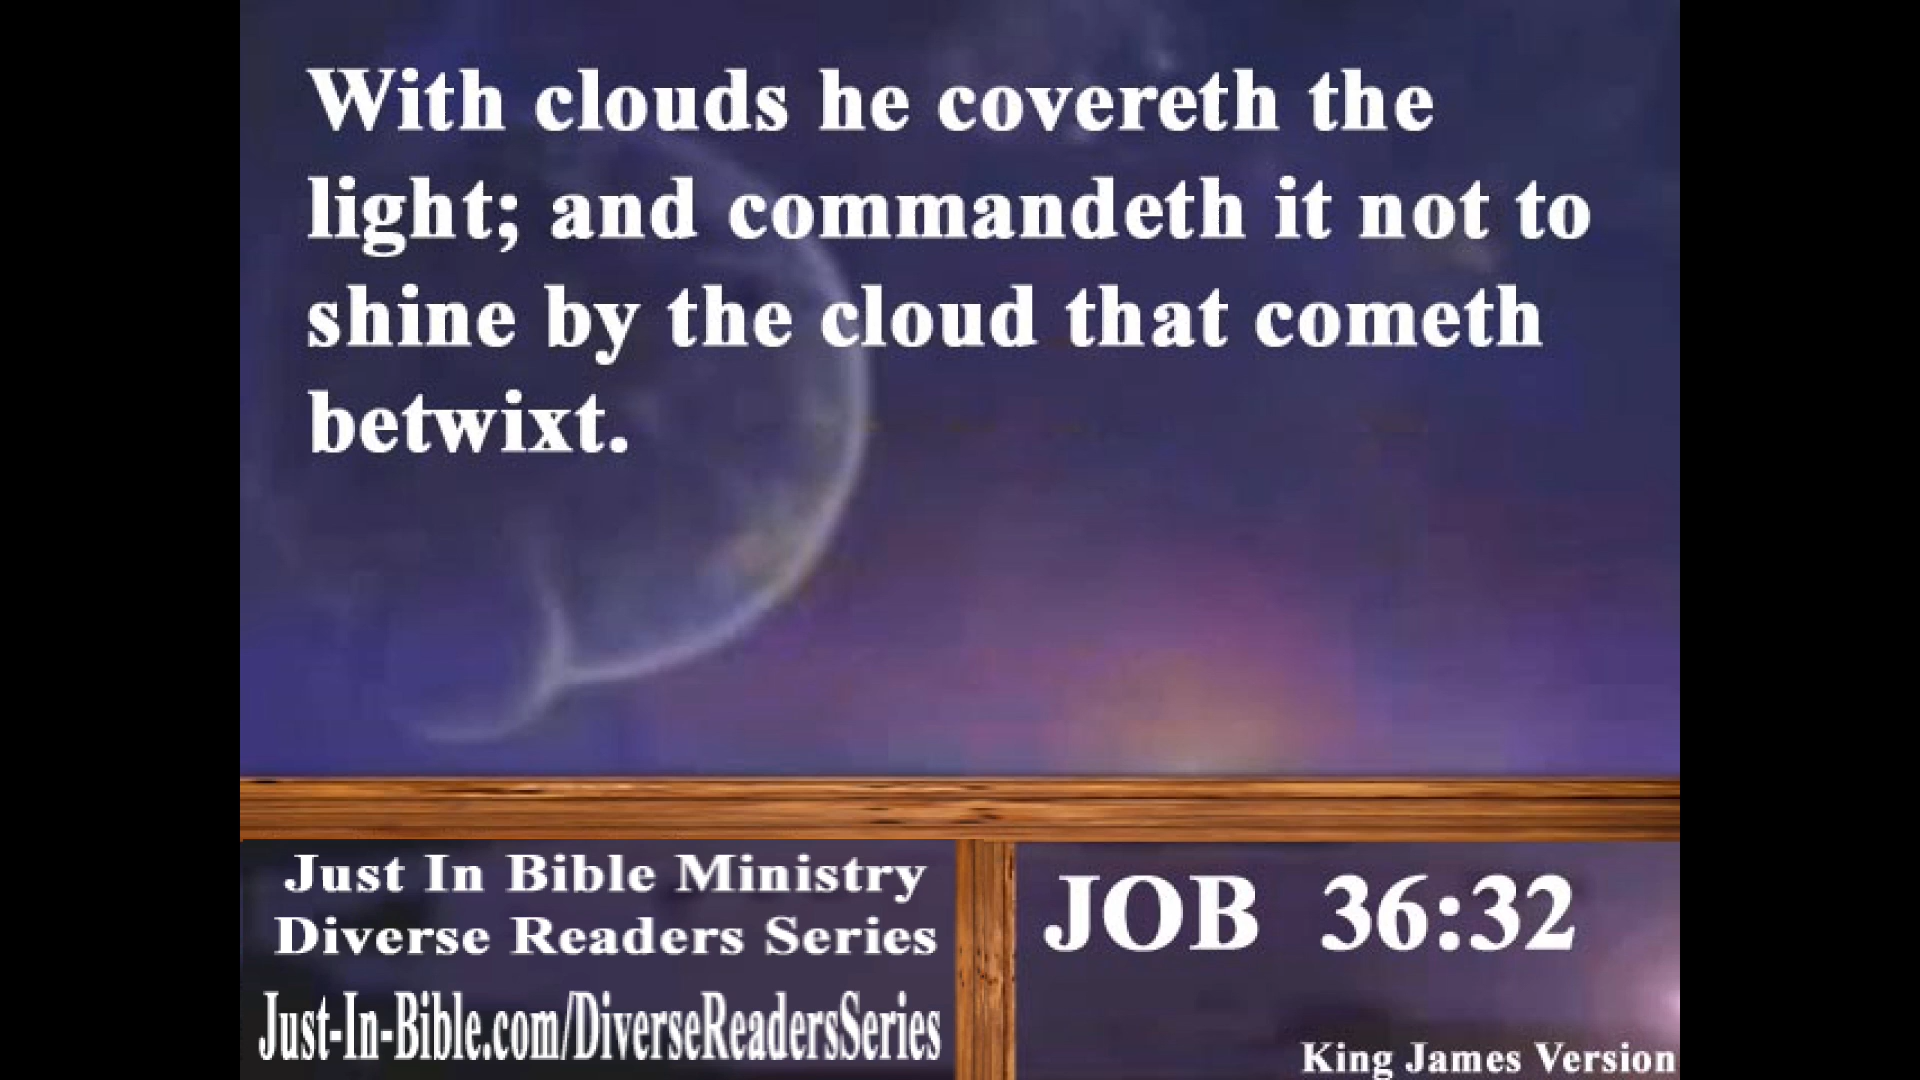 With clouds he covereth the
light; and commandeth it not to
shine by the cloud that cometh
betwixt.
Just In Bible Ministry
Diverse Readers Series
Just-In-Bible.com/DiverseReadersSeries
JOB 36:32
King James Version